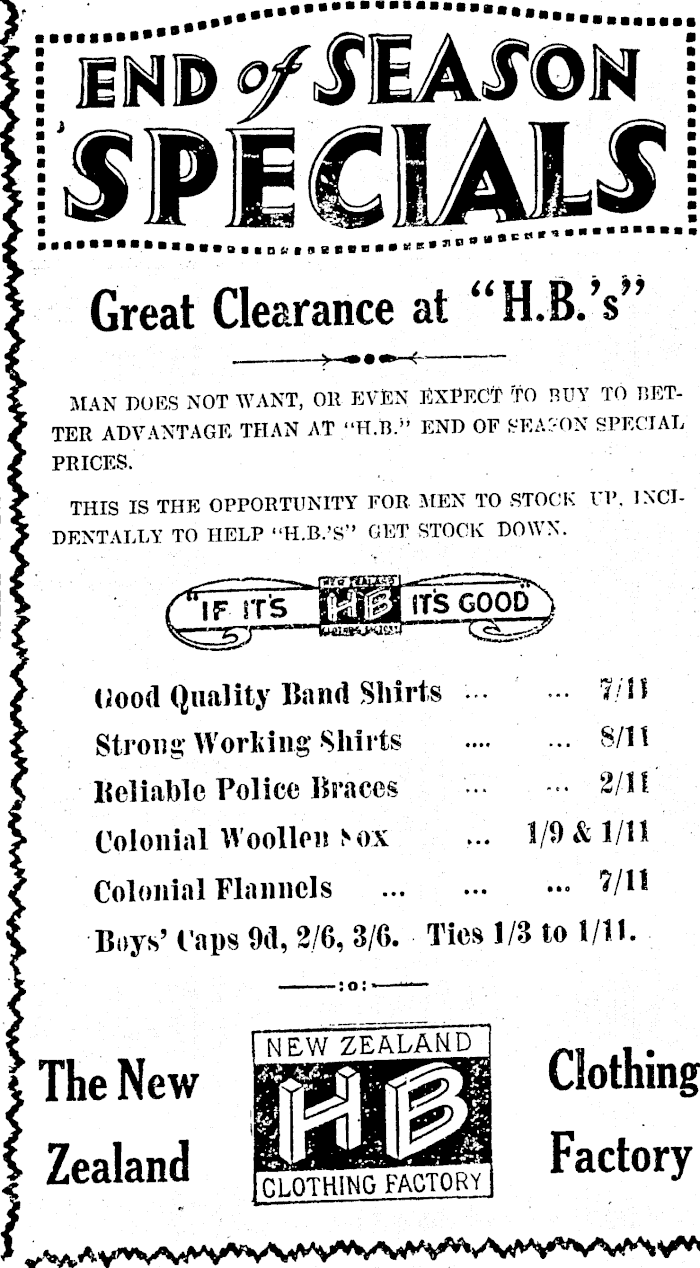 END of SEASON
SPECIALS
Great Clearance at "H.B.'s"
MAN DOES NOT WANT, OR EVEN EXPECT TO BUY TO BET-
TER ADVANTAGE THAN AT "H.B." END OF SEASON SPECIAL
PRICES.
THIS IS THE OPPORTUNITY FOR MEN TO STOCK UP, INCI-
DENTALLY TO HELP "H.B.'S" GET STOCK DOWN.
"IF IT'S NEW ZEALAND HB CLOTHING FACTORY IT'S GOOD"
Good Quality Band Shirts ... ... 7/11
Strong Working Shirts .... ... 8/11
Reliable Police Braces ... ... 2/11
Colonial Woollen Sox ... 1/9 & 1/11
Colonial Flannels ... ... ... 7/11
Boys' Caps 9d, 2/6, 3/6. Ties 1/3 to 1/11.
:o:
The New
Zealand
NEW ZEALAND
HB
CLOTHING FACTORY
Clothing
Factory